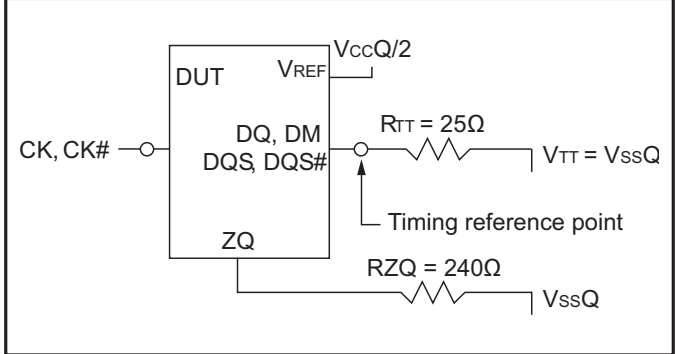 VCCQ/2
DUT
VREF
CK, CK#
DQ, DM
DQS, DQS#
RTT = 25Ω
VTT = VSSQ
Timing reference point
ZQ
RZQ = 240Ω
VSSQ